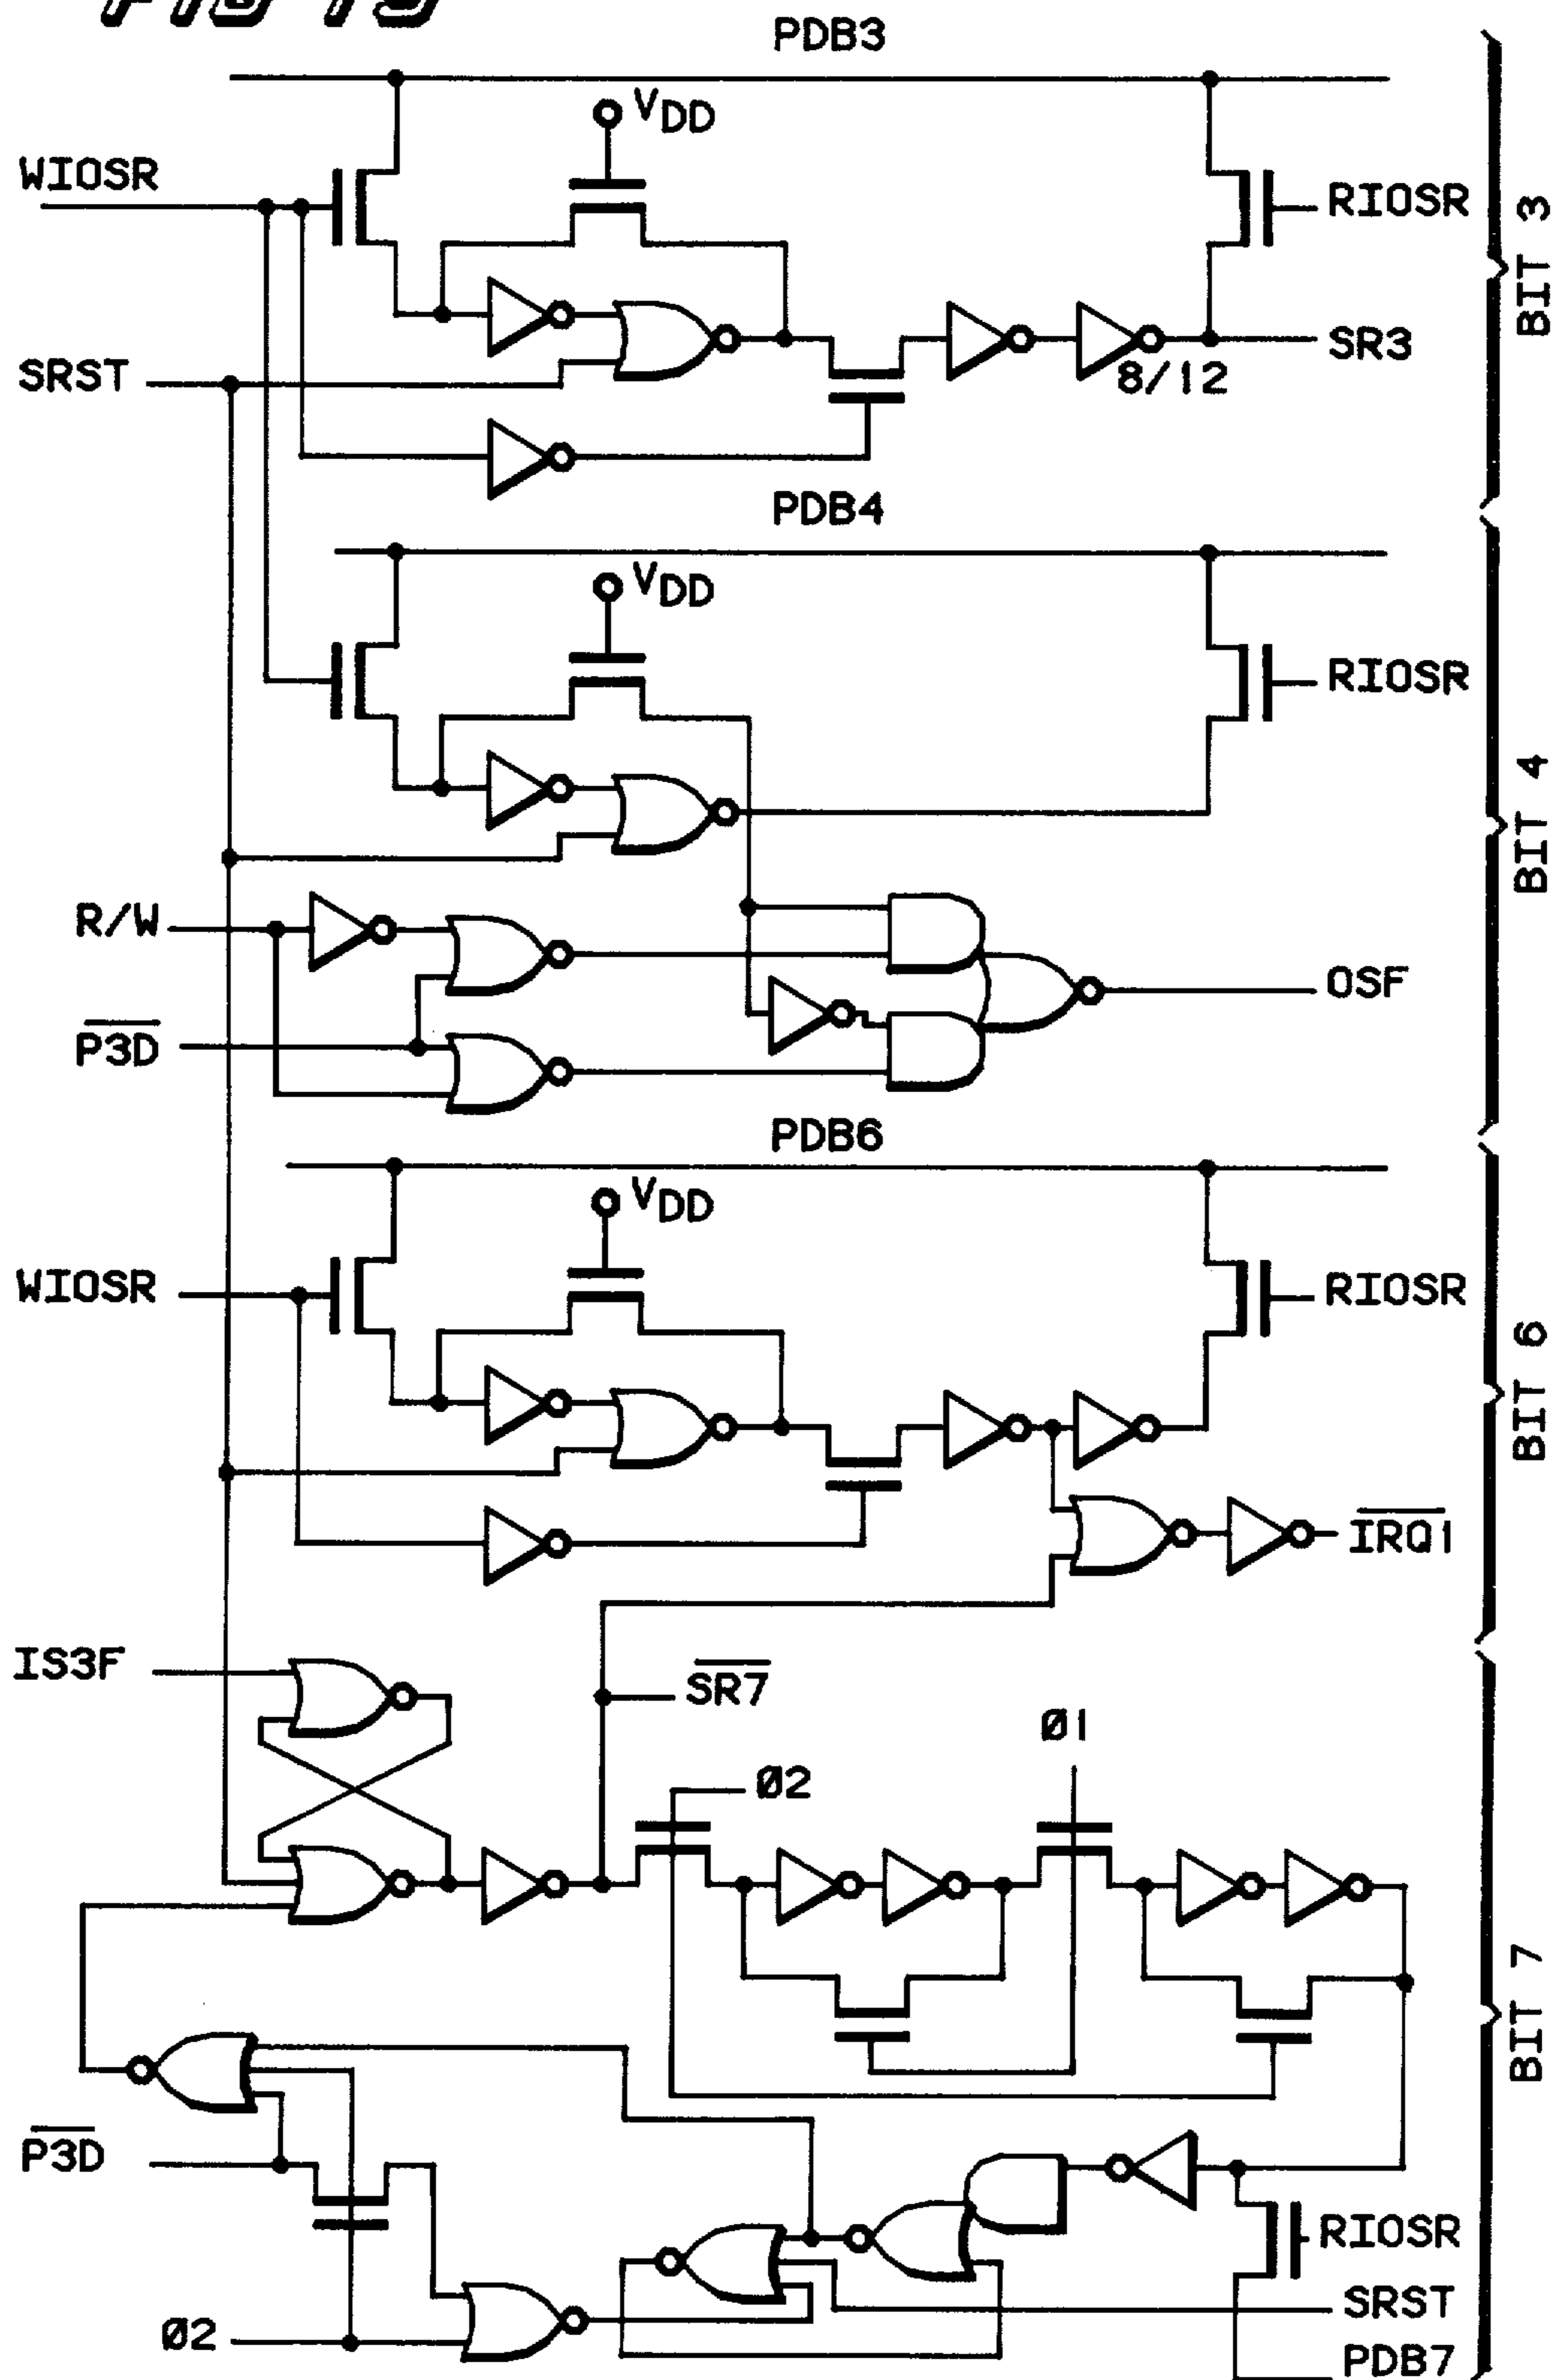 PDB3
VDD
WIOSR
RIOSR
BIT 3
SR3
SRST
8/12
PDB4
VDD
RIOSR
BIT 4
R/W
OSF
P3D
PDB6
VDD
WIOSR
RIOSR
BIT 6
IRQ1
IS3F
SR7
Ø1
Ø2
BIT 7
P3D
RIOSR
SRST
Ø2
PDB7